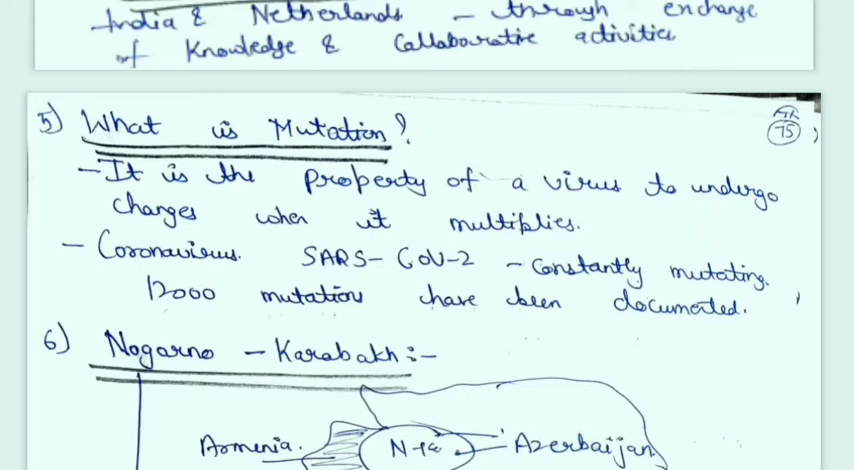 India & Netherlands - through exchange
of Knowledge & Collaborative activities
5) What is Mutation?
75
- It is the property of a virus to undergo
changes when it multiplies.
- Coronavirus. SARS-CoV-2 - Constantly mutating.
12000 mutation have been documented.
6) Nogarno - Karabakh :-
Armenia. N-K Azerbaijan